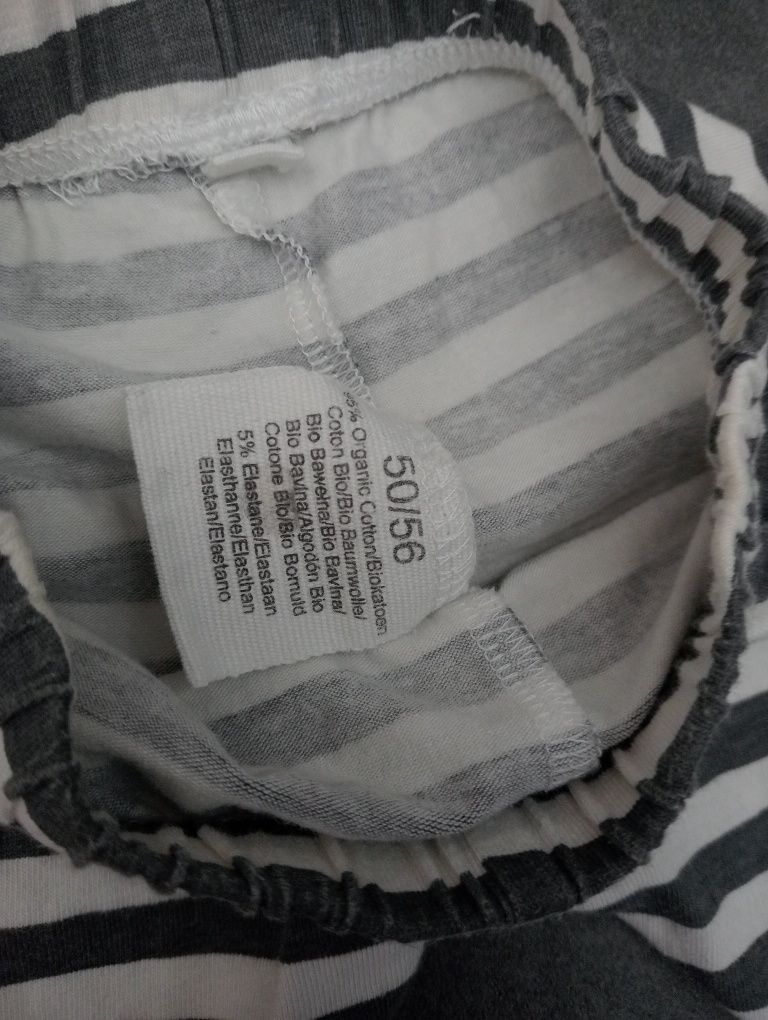 50/56
95% Organic Cotton/Biokatoen
Coton Bio/Bio Baumwolle/
Bio Bawełna/Bio Bavlna/
Bio Bavlna/Algodón Bio
Cotone Bio/Bio Bomuld
5% Elastane/Elastaan
Elasthanne/Elasthan
Elastan/Elastano